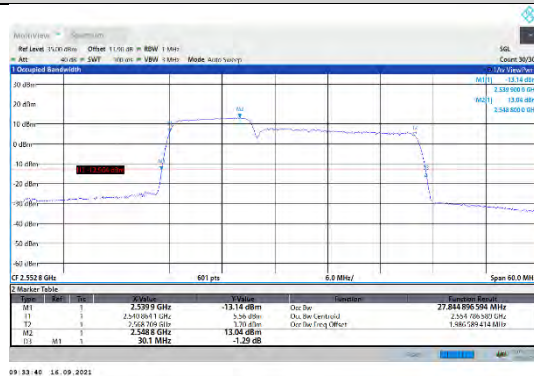 MultiView Spectrum
Ref Level 35.00 dBm Offset 11.90 dB RBW 1 MHz SGL
Att 40 dB SWT 100 ms VBW 3 MHz Mode Auto Sweep Count 30/30
1 Occupied Bandwidth 1Av View
M1[1] -13.14 dBm
2.539 900 0 GHz
M2[1] 13.04 dBm
2.548 800 0 GHz
30 dBm
20 dBm
10 dBm
0 dBm
-10 dBm
-20 dBm
-30 dBm
-40 dBm
-50 dBm
-60 dBm
CF 2.552 8 GHz 601 pts 6.0 MHz/ Span 60.0 MHz
2 Marker Table
Type Ref Trc X-Value Y-Value Function Function Result
M1 1 2.539 9 GHz -13.14 dBm Occ Bw 27.844 896 594 MHz
T1 1 2.540 864 1 GHz 5.56 dBm Occ Bw Centroid 2.554 786 589 GHz
T2 1 2.568 709 GHz 3.70 dBm Occ Bw Freq Offset 1.986 589 414 MHz
M2 1 2.548 8 GHz 13.04 dBm
D3 M1 1 30.1 MHz -1.29 dB
09:33:40 16.09.2021